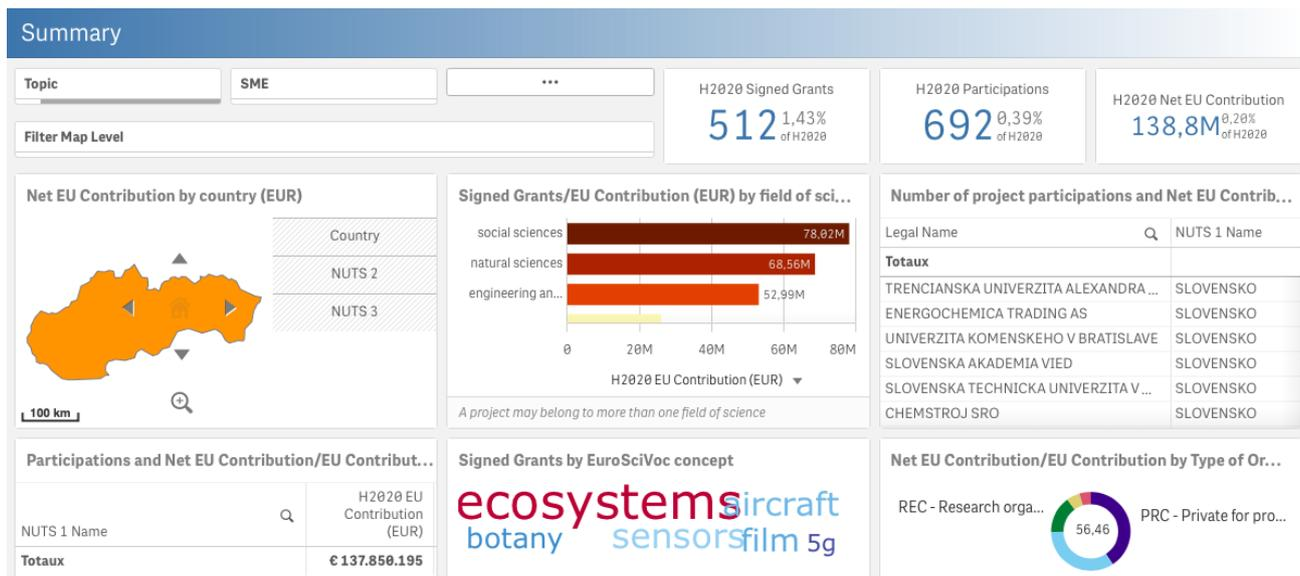 Summary
Topic
SME
...
Filter Map Level
H2020 Signed Grants
512 1,43%
of H2020
H2020 Participations
692 0,39%
of H2020
H2020 Net EU Contribution
138,8M 0,20%
of H2020
Net EU Contribution by country (EUR)
Country
NUTS 2
NUTS 3
100 km
Signed Grants/EU Contribution (EUR) by field of sci...
social sciences 78,02M
natural sciences 68,56M
engineering an... 52,99M
0 20M 40M 60M 80M
H2020 EU Contribution (EUR)
A project may belong to more than one field of science
Number of project participations and Net EU Contrib...
Legal Name NUTS 1 Name
Totaux
TRENCIANSKA UNIVERZITA ALEXANDRA ... SLOVENSKO
ENERGOCHEMICA TRADING AS SLOVENSKO
UNIVERZITA KOMENSKEHO V BRATISLAVE SLOVENSKO
SLOVENSKA AKADEMIA VIED SLOVENSKO
SLOVENSKA TECHNICKA UNIVERZITA V ... SLOVENSKO
CHEMSTROJ SRO SLOVENSKO
Participations and Net EU Contribution/EU Contribut...
H2020 EU
Contribution
NUTS 1 Name (EUR)
Totaux € 137.850.195
Signed Grants by EuroSciVoc concept
ecosystems aircraft
botany sensors film 5g
Net EU Contribution/EU Contribution by Type of Or...
REC - Research orga...
PRC - Private for pro...
56,46